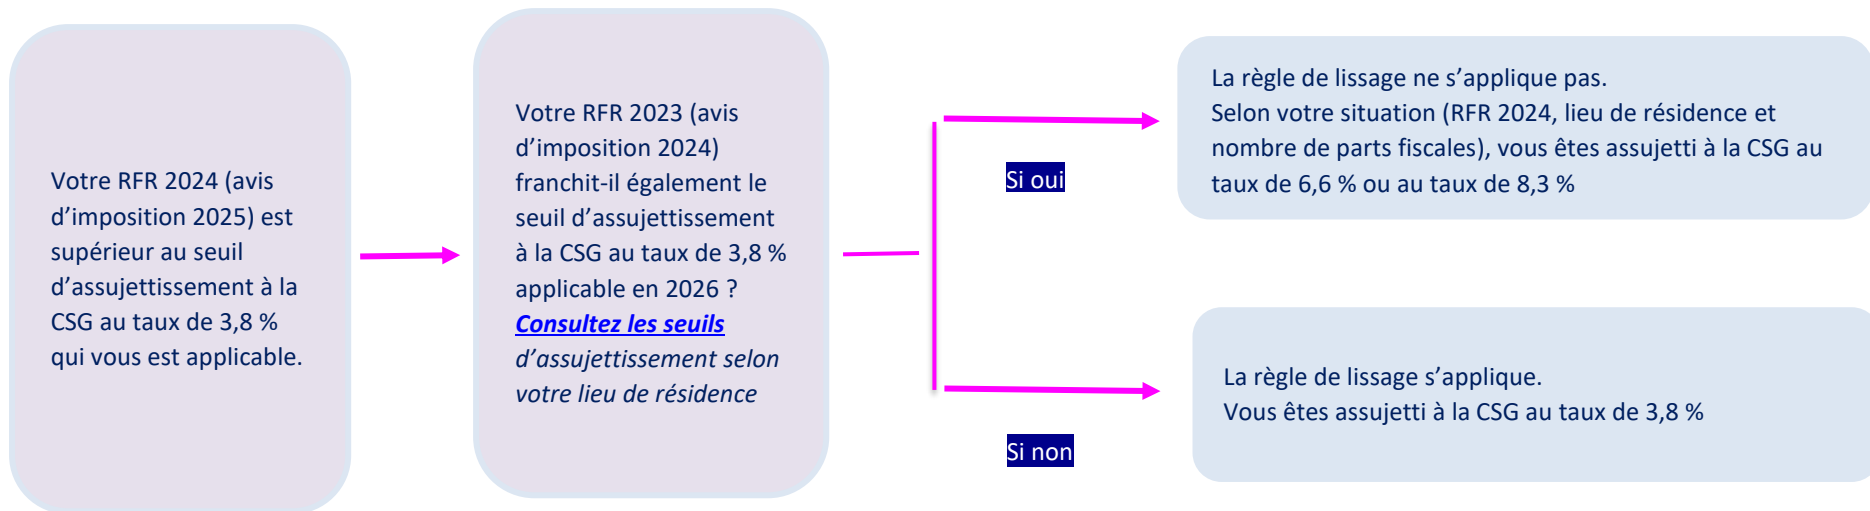 Votre RFR 2024 (avis
d’imposition 2025) est
supérieur au seuil
d’assujettissement à la
CSG au taux de 3,8 %
qui vous est applicable.
Votre RFR 2023 (avis
d’imposition 2024)
franchit-il également le
seuil d’assujettissement
à la CSG au taux de 3,8 %
applicable en 2026 ?
Consultez les seuils
d’assujettissement selon
votre lieu de résidence
Si oui
La règle de lissage ne s’applique pas.
Selon votre situation (RFR 2024, lieu de résidence et
nombre de parts fiscales), vous êtes assujetti à la CSG au
taux de 6,6 % ou au taux de 8,3 %
Si non
La règle de lissage s’applique.
Vous êtes assujetti à la CSG au taux de 3,8 %